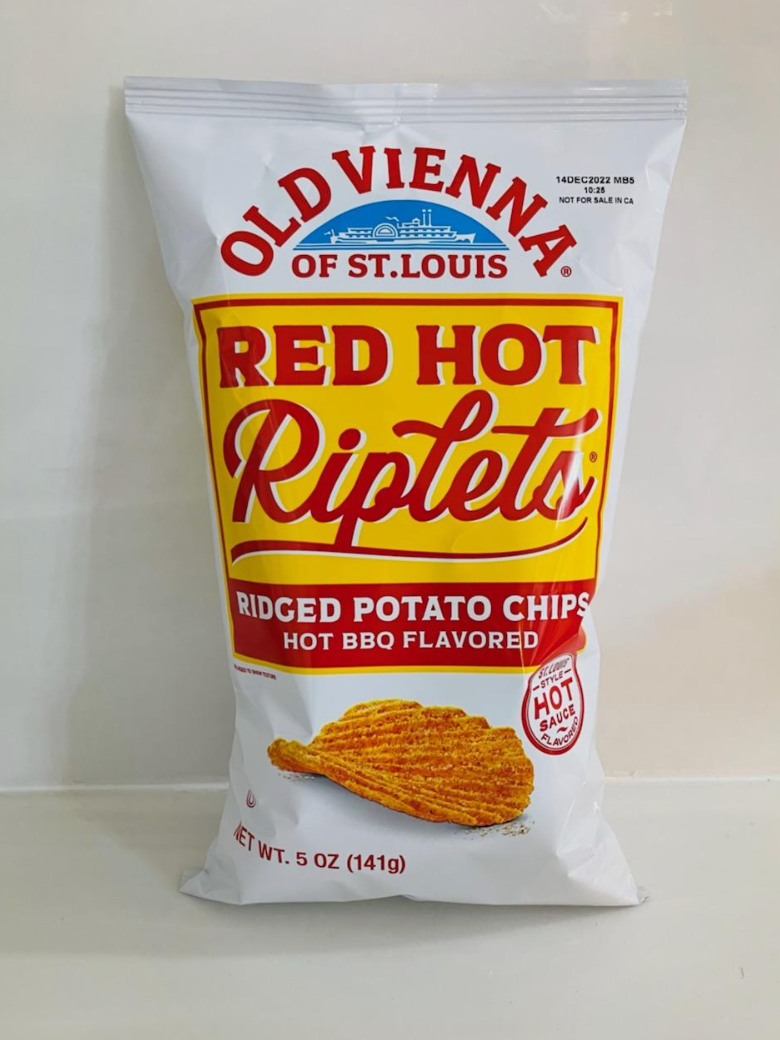 OLD VIENNA®
OF ST. LOUIS
14DEC2022 MB5
10:25
NOT FOR SALE IN CA
RED HOT
Riplets®
RIDGED POTATO CHIPS
HOT BBQ FLAVORED
ST. LOUIS
STYLE
HOT
SAUCE
FLAVORED
NET WT. 5 OZ (141g)